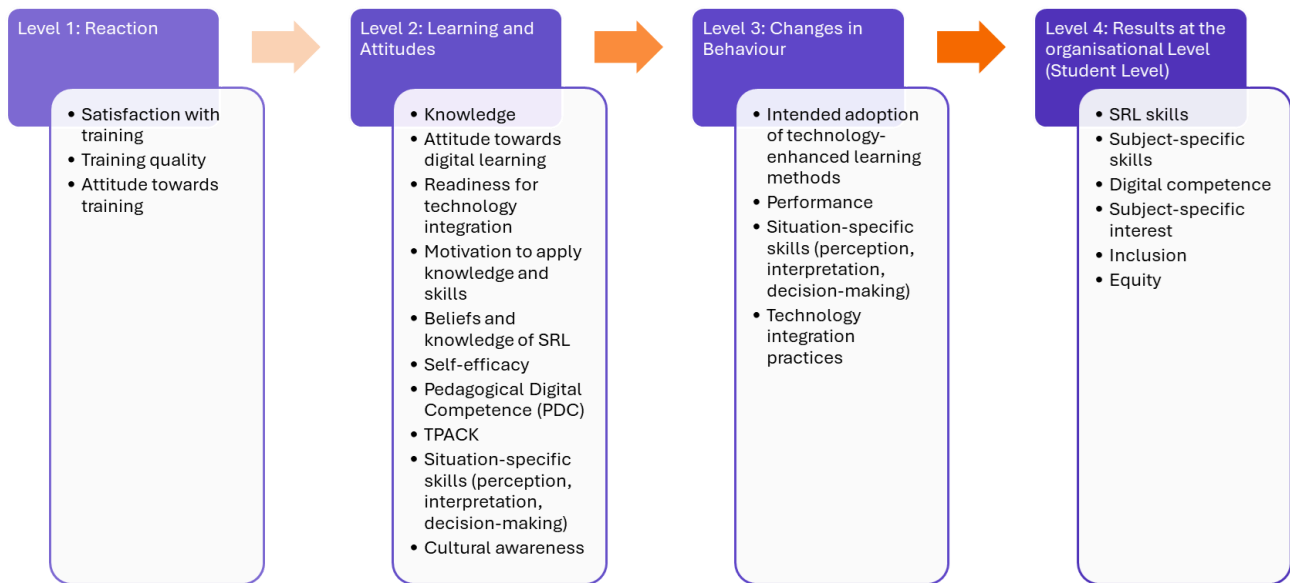 Level 1: Reaction
• Satisfaction with
training
• Training quality
• Attitude towards
training
Level 2: Learning and
Attitudes
• Knowledge
• Attitude towards
digital learning
• Readiness for
technology
integration
• Motivation to apply
knowledge and
skills
• Beliefs and
knowledge of SRL
• Self-efficacy
• Pedagogical Digital
Competence (PDC)
• TPACK
• Situation-specific
skills (perception,
interpretation,
decision-making)
• Cultural awareness
Level 3: Changes in
Behaviour
• Intended adoption
of technology-
enhanced learning
methods
• Performance
• Situation-specific
skills (perception,
interpretation,
decision-making)
• Technology
integration
practices
Level 4: Results at the
organisational Level
(Student Level)
• SRL skills
• Subject-specific
skills
• Digital competence
• Subject-specific
interest
• Inclusion
• Equity